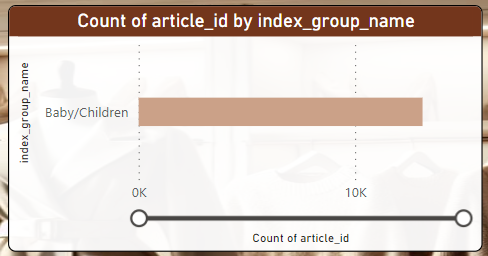 Count of article_id by index_group_name
index_group_name
Baby/Children
0K
10K
Count of article_id